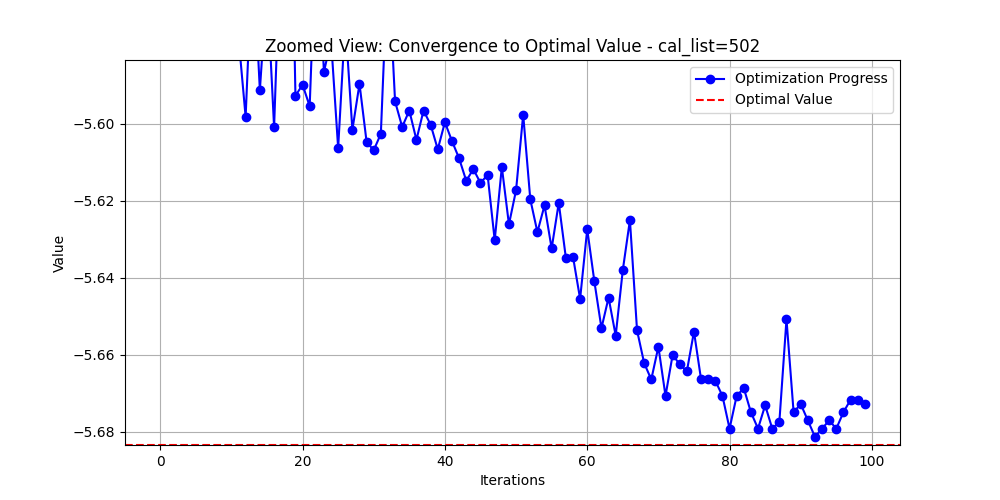 Zoomed View: Convergence to Optimal Value - cal_list=502
Optimization Progress
Optimal Value
Value
−5.60
−5.62
−5.64
−5.66
−5.68
0 20 40 60 80 100
Iterations